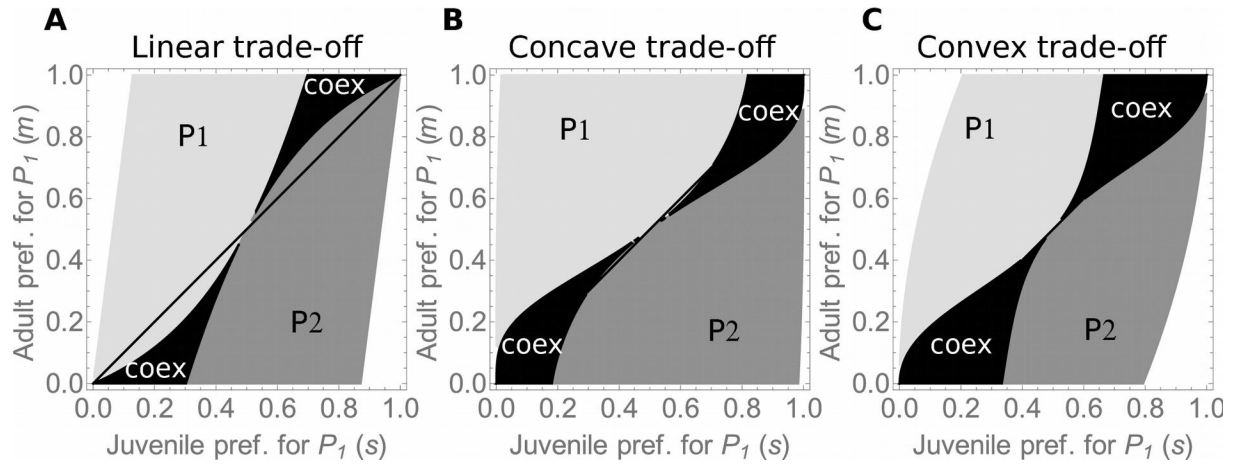 A
Linear trade-off
Adult pref. for P1 (m)
1.0
0.8
0.6
0.4
0.2
0.0
coex
P1
P2
coex
0.0 0.2 0.4 0.6 0.8 1.0
Juvenile pref. for P1 (s)
B
Concave trade-off
Adult pref. for P1 (m)
1.0
0.8
0.6
0.4
0.2
0.0
coex
P1
P2
coex
0.0 0.2 0.4 0.6 0.8 1.0
Juvenile pref. for P1 (s)
C
Convex trade-off
Adult pref. for P1 (m)
1.0
0.8
0.6
0.4
0.2
0.0
coex
P1
P2
coex
0.0 0.2 0.4 0.6 0.8 1.0
Juvenile pref. for P1 (s)